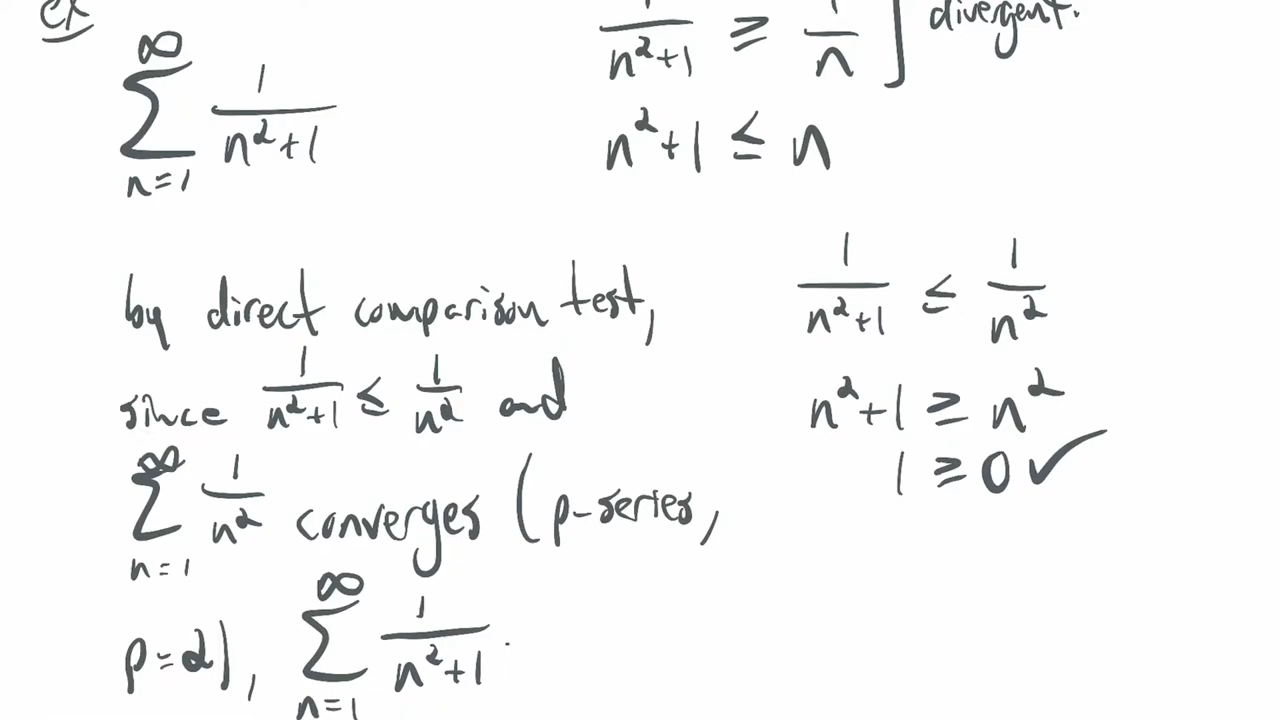 ex
∞
∑ 1/(n²+1)
n=1
1/(n²+1) ≥ 1/n ] divergent.
n²+1 ≤ n
by direct comparison test,
since 1/(n²+1) ≤ 1/n² and
∞
∑ 1/n² converges (p-series,
n=1
p=2), ∞∑n=1 1/(n²+1)
1/(n²+1) ≤ 1/n²
n²+1 ≥ n²
1 ≥ 0 ✓